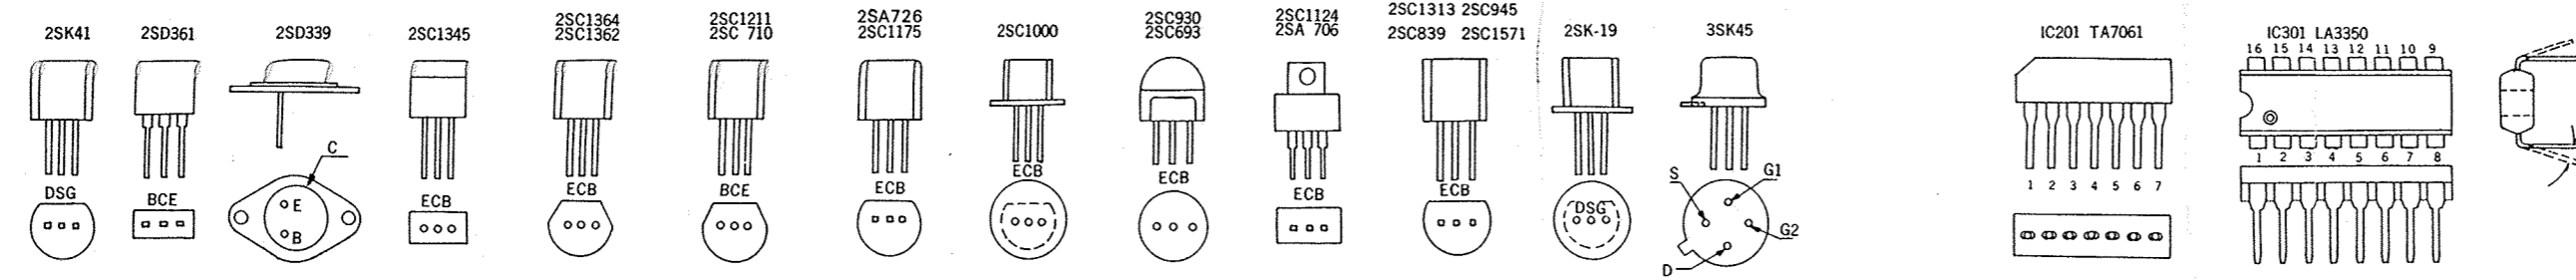 2SK41
2SD361
2SD339
2SC1345
2SC1364
2SC1362
2SC1211
2SC 710
2SA726
2SC1175
2SC1000
2SC930
2SC693
2SC1124
2SA 706
2SC1313 2SC945
2SC839 2SC1571
2SK-19
3SK45
IC201 TA7061
IC301 LA3350
16 15 14 13 12 11 10 9
1 2 3 4 5 6 7 8
1 2 3 4 5 6 7
DSG
BCE
C
E
B
ECB
ECB
BCE
ECB
ECB
ECB
ECB
ECB
DSG
S
G1
G2
D